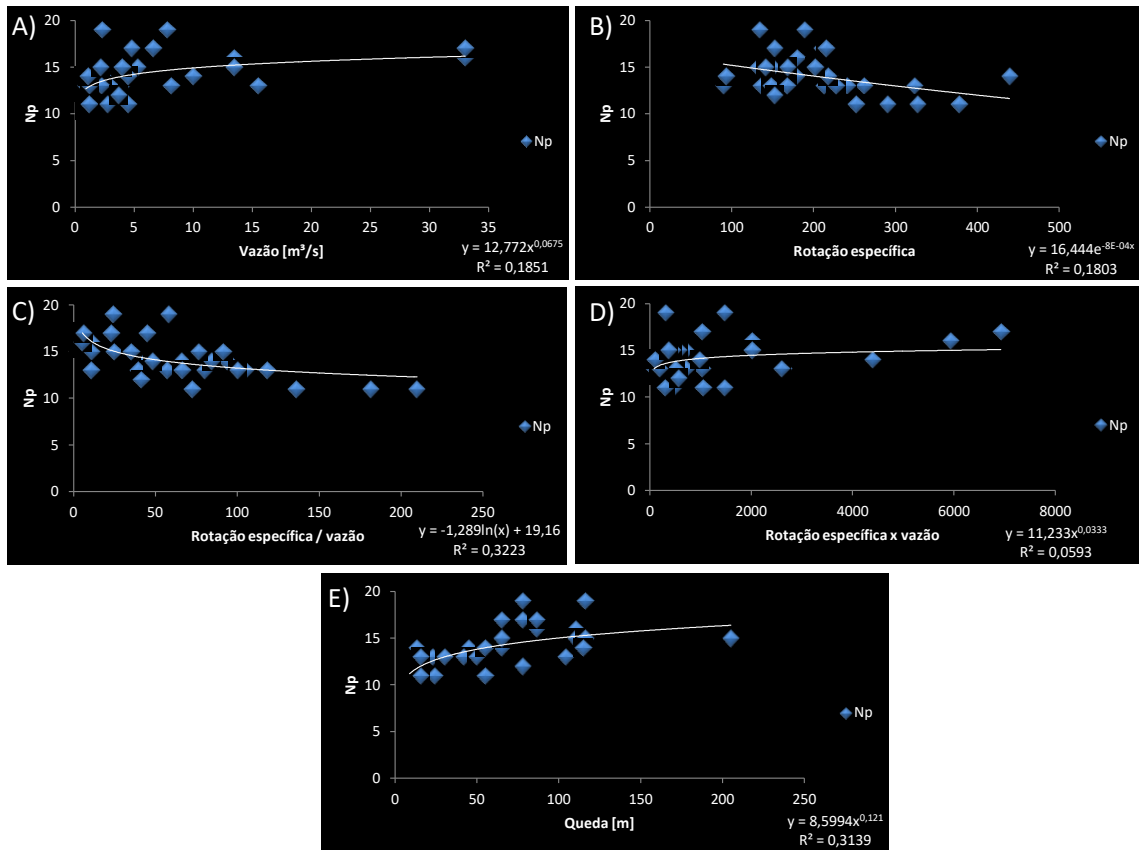 A)
20
15
10
5
0
Np
0 5 10 15 20 25 30 35
Vazão [m³/s]
Np
y = 12,772x^0,0675
R² = 0,1851
B)
20
15
10
5
0
Np
0 100 200 300 400 500
Rotação específica
Np
y = 16,444e^-8E-04x
R² = 0,1803
C)
20
15
10
5
0
Np
0 50 100 150 200 250
Rotação específica / vazão
Np
y = -1,289ln(x) + 19,16
R² = 0,3223
D)
20
15
10
5
0
Np
0 2000 4000 6000 8000
Rotação específica x vazão
Np
y = 11,233x^0,0333
R² = 0,0593
E)
20
15
10
5
0
Np
0 50 100 150 200 250
Queda [m]
Np
y = 8,5994x^0,121
R² = 0,3139